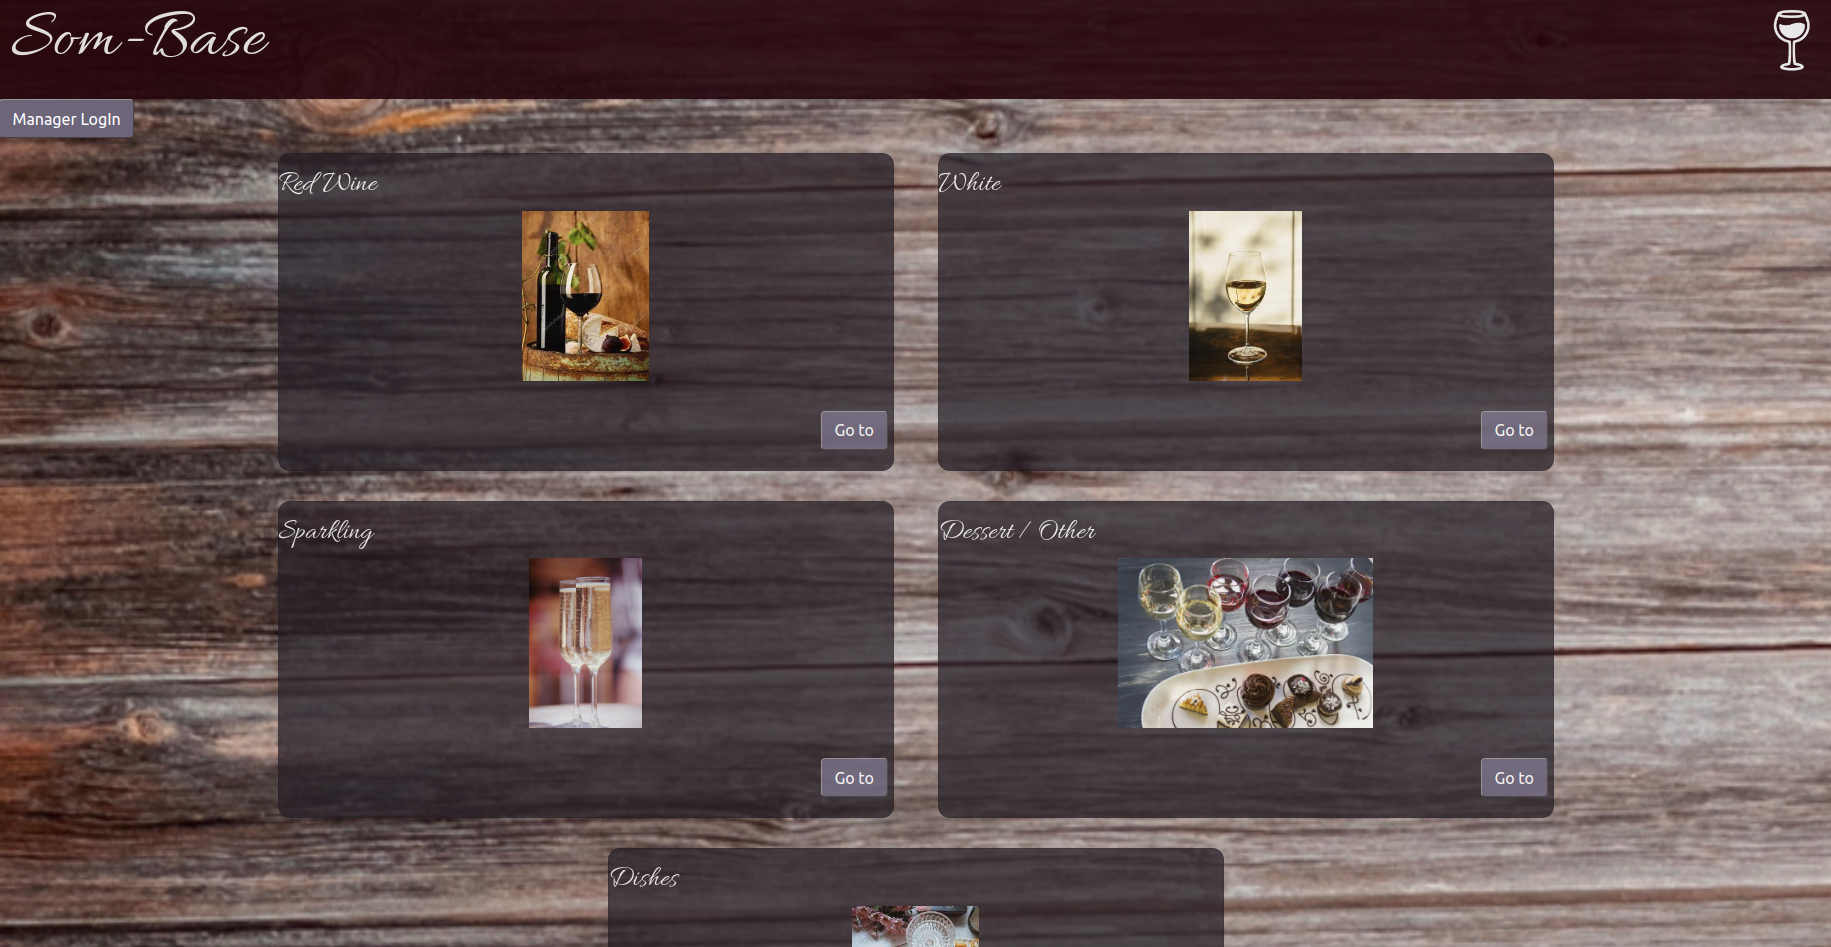 Som-Base
Manager LogIn
Red Wine
White
Go to
Go to
Sparkling
Dessert / Other
Go to
Go to
Dishes